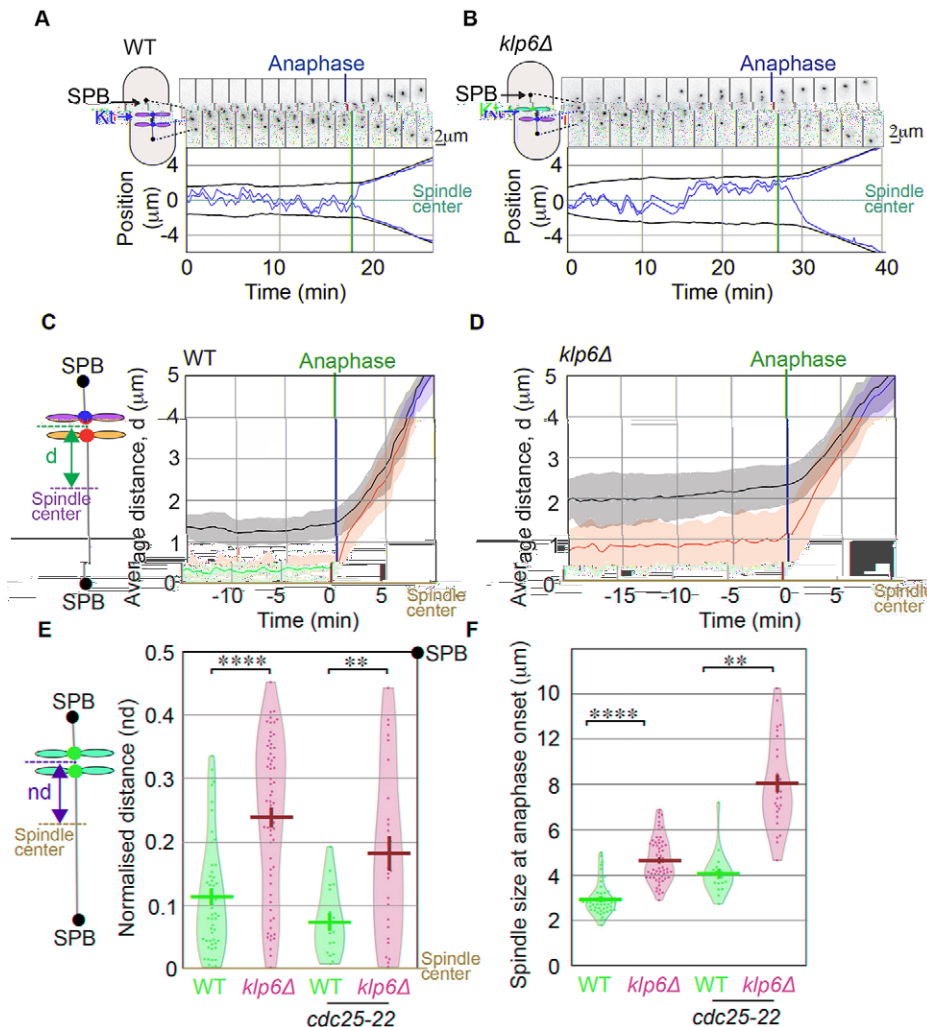 A
WT
Anaphase
SPB
Kt
2μm
Position
(μm)
4
0
-4
Spindle
center
0
10
20
Time (min)
B
klp6Δ
Anaphase
SPB
Kt
2μm
Position
(μm)
4
0
-4
Spindle
center
0
10
20
30
40
Time (min)
C
SPB
d
Spindle
center
SPB
WT
Anaphase
Average distance, d (μm)
5
4
3
2
1
0
-10
-5
0
5
Spindle
center
Time (min)
D
klp6Δ
Anaphase
Average distance, d (μm)
5
4
3
2
1
0
-15
-10
-5
0
5
Spindle
center
Time (min)
E
SPB
nd
Spindle
center
SPB
Normalised distance (nd)
0.5
0.4
0.3
0.2
0.1
0
****
**
SPB
Spindle
center
WT
klp6Δ
WT
klp6Δ
cdc25-22
F
Spindle size at anaphase onset (μm)
10
12
8
6
4
2
0
****
**
WT
klp6Δ
WT
klp6Δ
cdc25-22